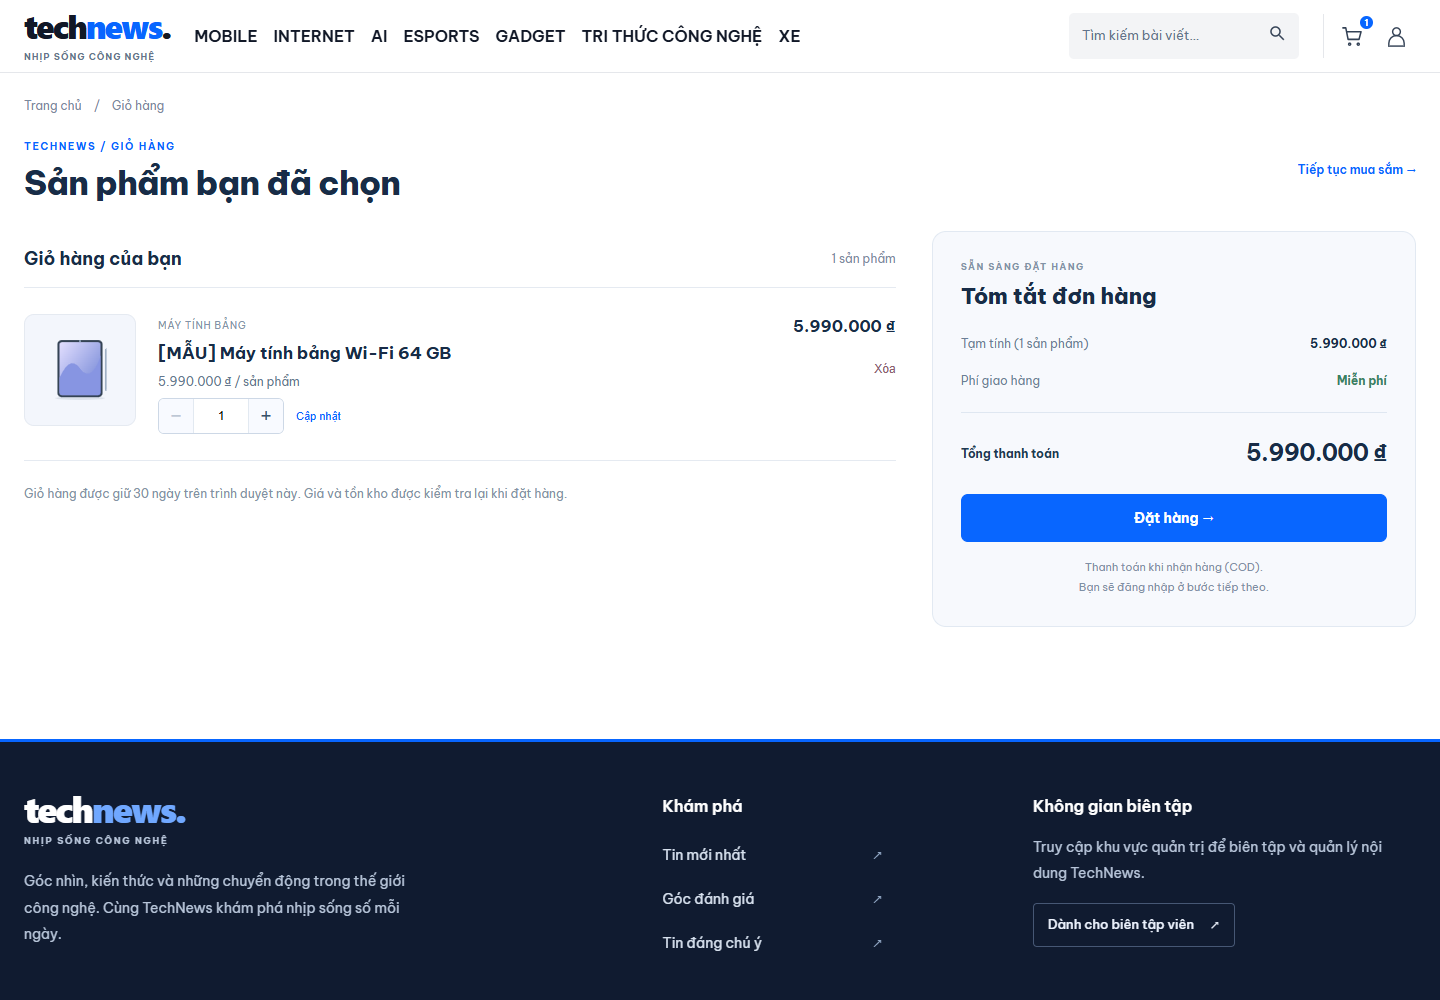 technews.
NHỊP SỐNG CÔNG NGHỆ
MOBILE INTERNET AI ESPORTS GADGET TRI THỨC CÔNG NGHỆ XE
Tìm kiếm bài viết...
1
Trang chủ / Giỏ hàng
TECHNEWS / GIỎ HÀNG
Sản phẩm bạn đã chọn
Tiếp tục mua sắm →
Giỏ hàng của bạn
1 sản phẩm
MÁY TÍNH BẢNG
[MẪU] Máy tính bảng Wi-Fi 64 GB
5.990.000 ₫ / sản phẩm
− 1 + Cập nhật
5.990.000 ₫
Xóa
Giỏ hàng được giữ 30 ngày trên trình duyệt này. Giá và tồn kho được kiểm tra lại khi đặt hàng.
SẴN SÀNG ĐẶT HÀNG
Tóm tắt đơn hàng
Tạm tính (1 sản phẩm) 5.990.000 ₫
Phí giao hàng Miễn phí
Tổng thanh toán 5.990.000 ₫
Đặt hàng →
Thanh toán khi nhận hàng (COD).
Bạn sẽ đăng nhập ở bước tiếp theo.
technews.
NHỊP SỐNG CÔNG NGHỆ
Góc nhìn, kiến thức và những chuyển động trong thế giới
công nghệ. Cùng TechNews khám phá nhịp sống số mỗi
ngày.
Khám phá
Tin mới nhất ↗
Góc đánh giá ↗
Tin đáng chú ý ↗
Không gian biên tập
Truy cập khu vực quản trị để biên tập và quản lý nội
dung TechNews.
Dành cho biên tập viên ↗